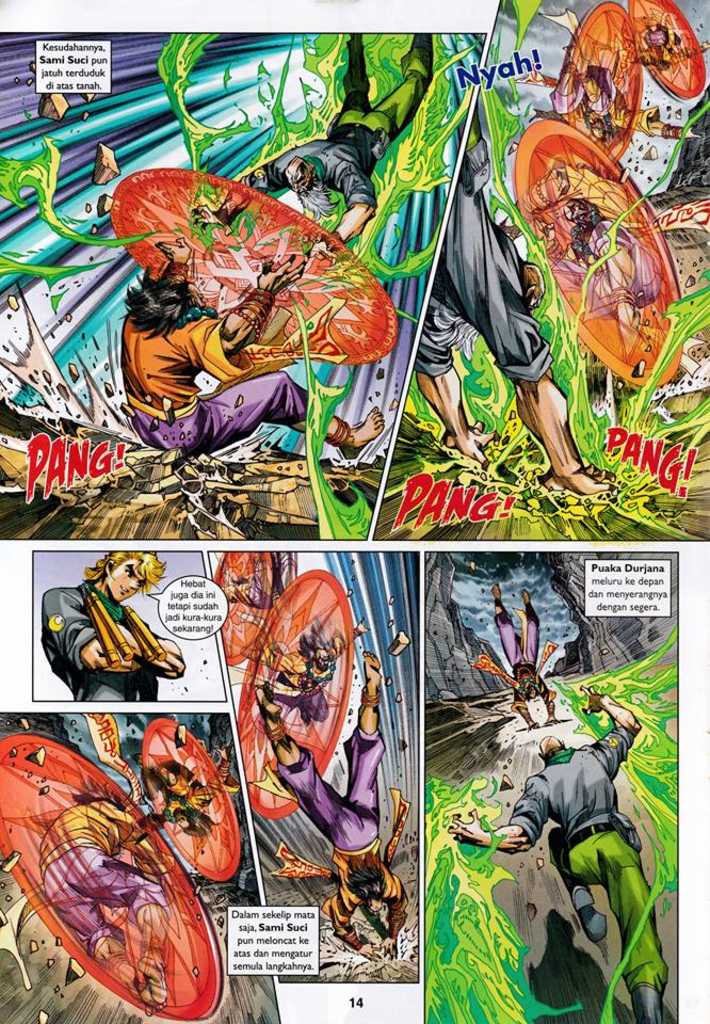 Kesudahannya,
Sami Suci pun
jatuh terduduk
di atas tanah.
Nyah!
PANG!
PANG!
PANG!
Hebat
juga dia ini
tetapi sudah
jadi kura-kura
sekarang!
Dalam sekelip mata
saja, Sami Suci
pun meloncat ke
atas dan mengatur
semula langkahnya.
Puaka Durjana
meluru ke depan
dan menyerangnya
dengan segera.
14